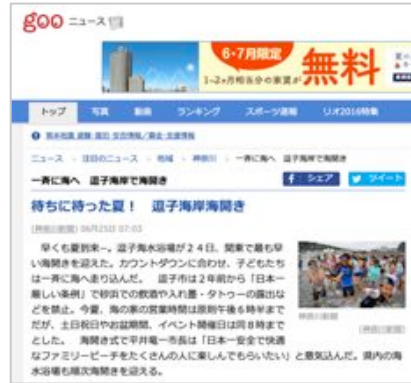 goo ニュース
6・7月限定
無料
1~2ヶ月相当分の家賃が
トップ 写真 動画 ランキング スポーツ速報 リオ2016特集
ニュース > 注目のニュース > 地域 > 神奈川 > 一斉に海へ 逗子海岸で海開き
一斉に海へ 逗子海岸で海開き
シェア ツイート
待ちに待った夏! 逗子海岸海開き
(神奈川新聞) 06月25日 07:03
早くも夏到来―。逗子海水浴場が24日、関東で最も早
い海開きを迎えた。カウントダウンに合わせ、子どもたち
は一斉に海へ走り込んだ。 逗子市は2年前から「日本一
厳しい条例」で砂浜での飲酒や入れ墨・タトゥーの露出な
どを禁止。今夏、海の家の営業時間は原則午後6時半まで
だが、土日祝日やお盆期間、イベント開催日は同8時まで
とした。 海開き式で平井竜一市長は「日本一安全で快適
なファミリービーチをたくさんの人に楽しんでもらいたい」と意気込んだ。県内の海
水浴場も順次海開きを迎える。
神奈川新聞
(神奈川新聞)